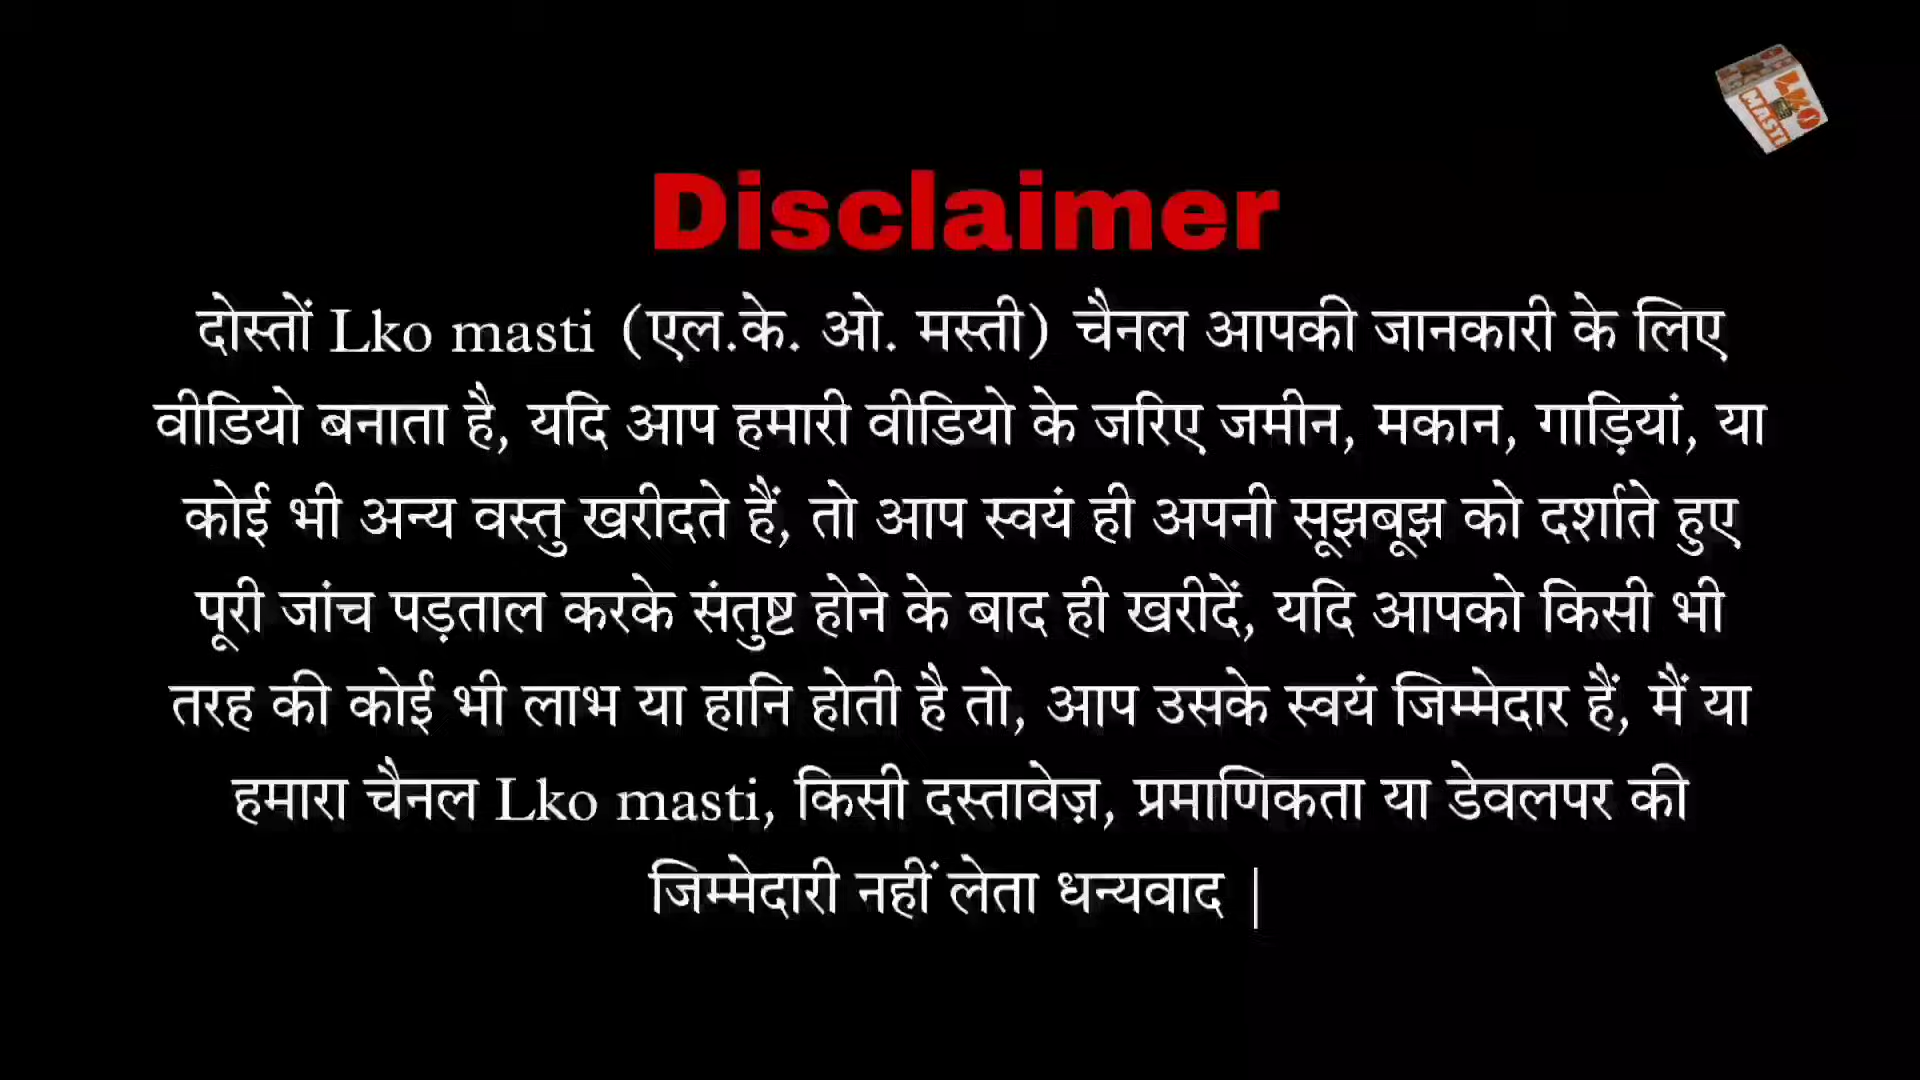 LKO
MASTI
Disclaimer
दोस्तों Lko masti (एल.के. ओ. मस्ती) चैनल आपकी जानकारी के लिए
वीडियो बनाता है, यदि आप हमारी वीडियो के जरिए जमीन, मकान, गाड़ियां, या
कोई भी अन्य वस्तु खरीदते हैं, तो आप स्वयं ही अपनी सूझबूझ को दर्शाते हुए
पूरी जांच पड़ताल करके संतुष्ट होने के बाद ही खरीदें, यदि आपको किसी भी
तरह की कोई भी लाभ या हानि होती है तो, आप उसके स्वयं जिम्मेदार हैं, मैं या
हमारा चैनल Lko masti, किसी दस्तावेज़, प्रमाणिकता या डेवलपर की
जिम्मेदारी नहीं लेता धन्यवाद |